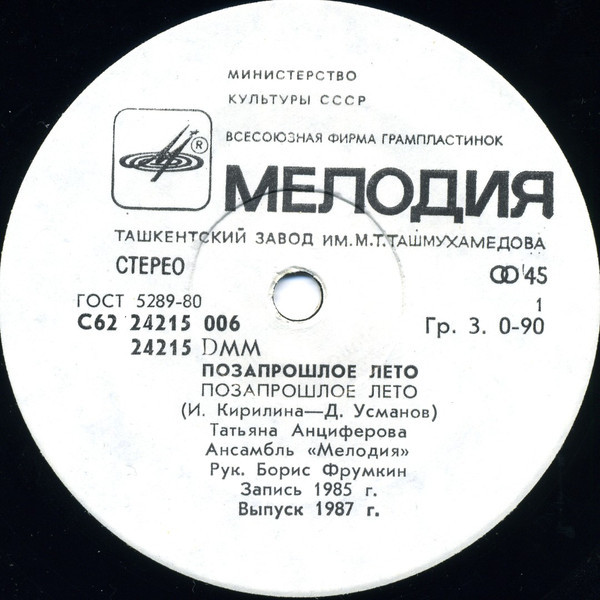 МИНИСТЕРСТВО
КУЛЬТУРЫ СССР
ВСЕСОЮЗНАЯ ФИРМА ГРАМПЛАСТИНОК
®
МЕЛОДИЯ
ТАШКЕНТСКИЙ ЗАВОД ИМ.М.Т.ТАШМУХАМЕДОВА
СТЕРЕО
45
ГОСТ 5289-80
1
С62 24215 006
Гр. 3. 0-90
24215 DMM
ПОЗАПРОШЛОЕ ЛЕТО
ПОЗАПРОШЛОЕ ЛЕТО
(И. Кирилина—Д. Усманов)
Татьяна Анциферова
Ансамбль «Мелодия»
Рук. Борис Фрумкин
Запись 1985 г.
Выпуск 1987 г.